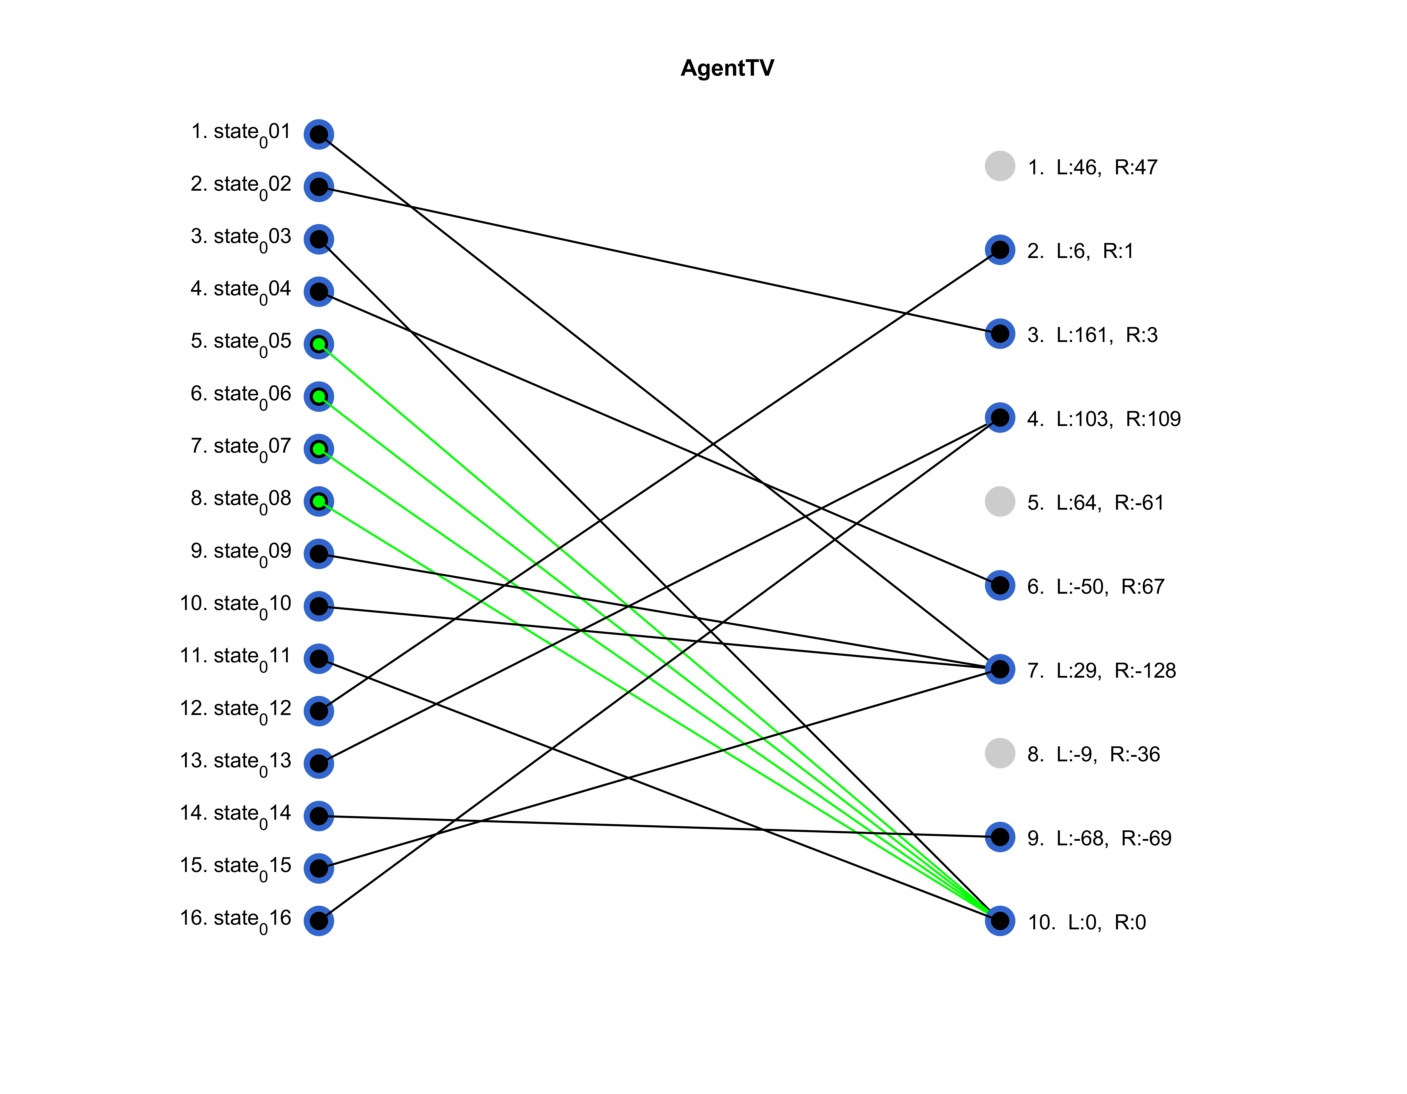 AgentTV
1. state₀01
2. state₀02
3. state₀03
4. state₀04
5. state₀05
6. state₀06
7. state₀07
8. state₀08
9. state₀09
10. state₀10
11. state₀11
12. state₀12
13. state₀13
14. state₀14
15. state₀15
16. state₀16
1. L:46, R:47
2. L:6, R:1
3. L:161, R:3
4. L:103, R:109
5. L:64, R:-61
6. L:-50, R:67
7. L:29, R:-128
8. L:-9, R:-36
9. L:-68, R:-69
10. L:0, R:0